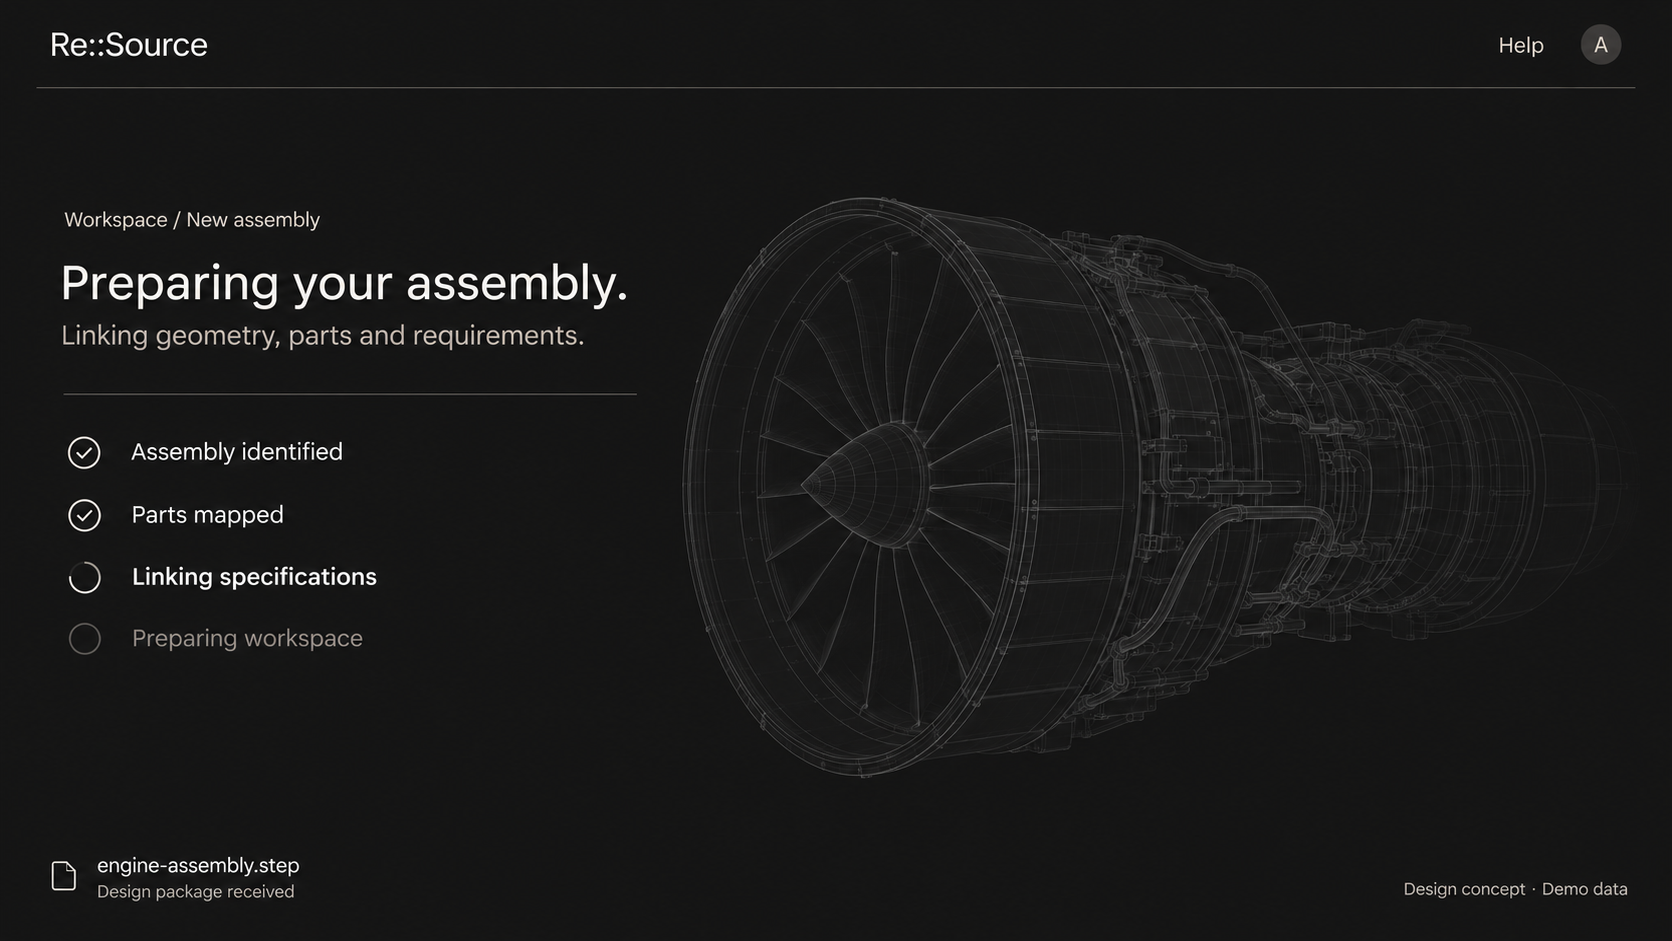 Re::Source
Help
A
Workspace / New assembly
Preparing your assembly.
Linking geometry, parts and requirements.
Assembly identified
Parts mapped
Linking specifications
Preparing workspace
engine-assembly.step
Design package received
Design concept · Demo data